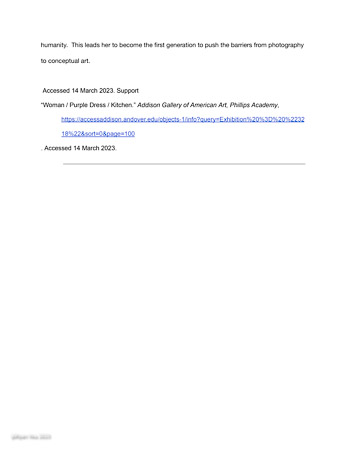 humanity.  This leads her to become the first generation to push the barriers from photography
to conceptual art.
Accessed 14 March 2023. Support
“Woman / Purple Dress / Kitchen.” Addison Gallery of American Art, Phillips Academy,
https://accessaddison.andover.edu/objects-1/info?query=Exhibition%20%3D%20%2232
18%22&sort=0&page=100
. Accessed 14 March 2023.